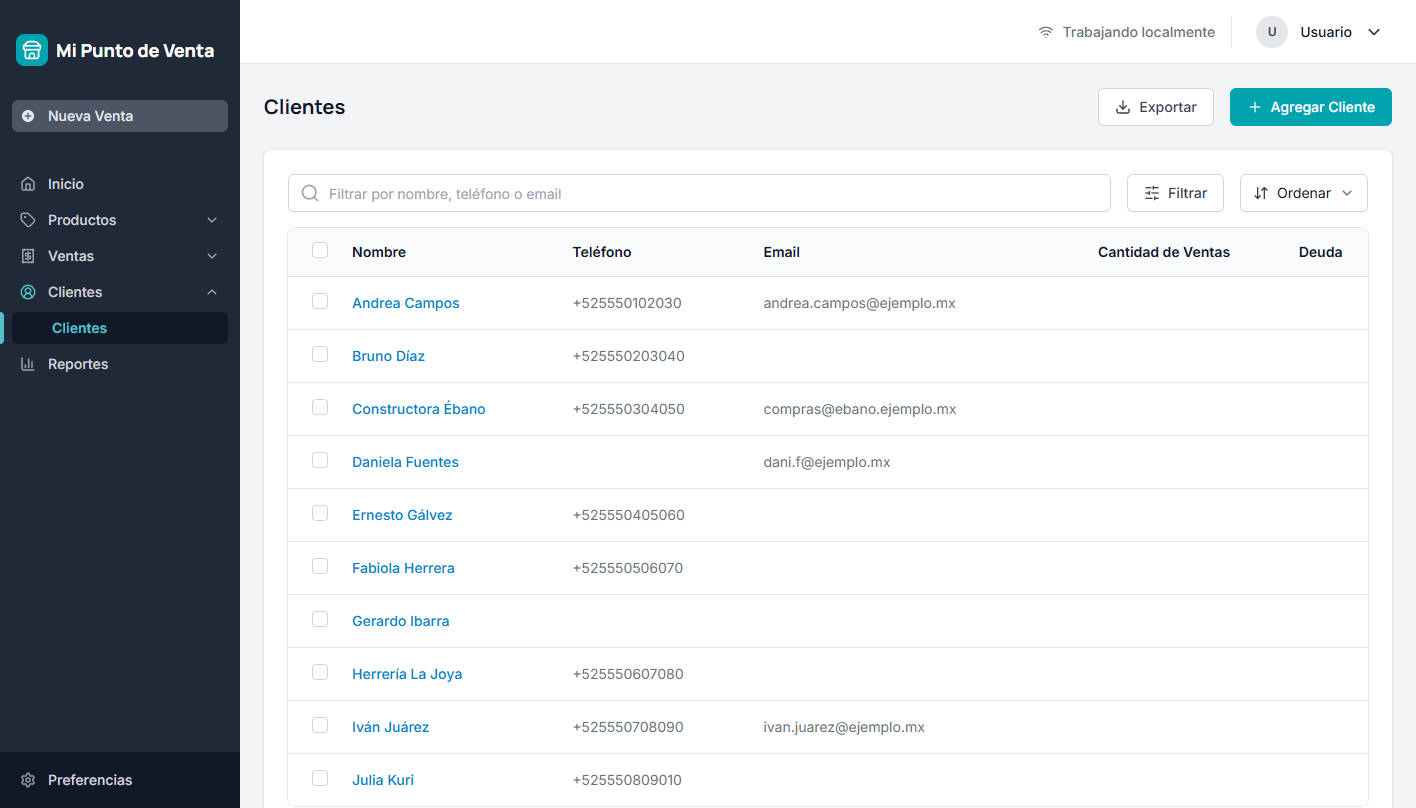 Mi Punto de Venta
Nueva Venta
Inicio
Productos
Ventas
Clientes
Clientes
Reportes
Preferencias
Trabajando localmente
U Usuario
Clientes
Exportar
Agregar Cliente
Filtrar por nombre, teléfono o email
Filtrar
Ordenar
Nombre Teléfono Email Cantidad de Ventas Deuda
Andrea Campos +525550102030 andrea.campos@ejemplo.mx
Bruno Díaz +525550203040
Constructora Ébano +525550304050 compras@ebano.ejemplo.mx
Daniela Fuentes dani.f@ejemplo.mx
Ernesto Gálvez +525550405060
Fabiola Herrera +525550506070
Gerardo Ibarra
Herrería La Joya +525550607080
Iván Juárez +525550708090 ivan.juarez@ejemplo.mx
Julia Kuri +525550809010